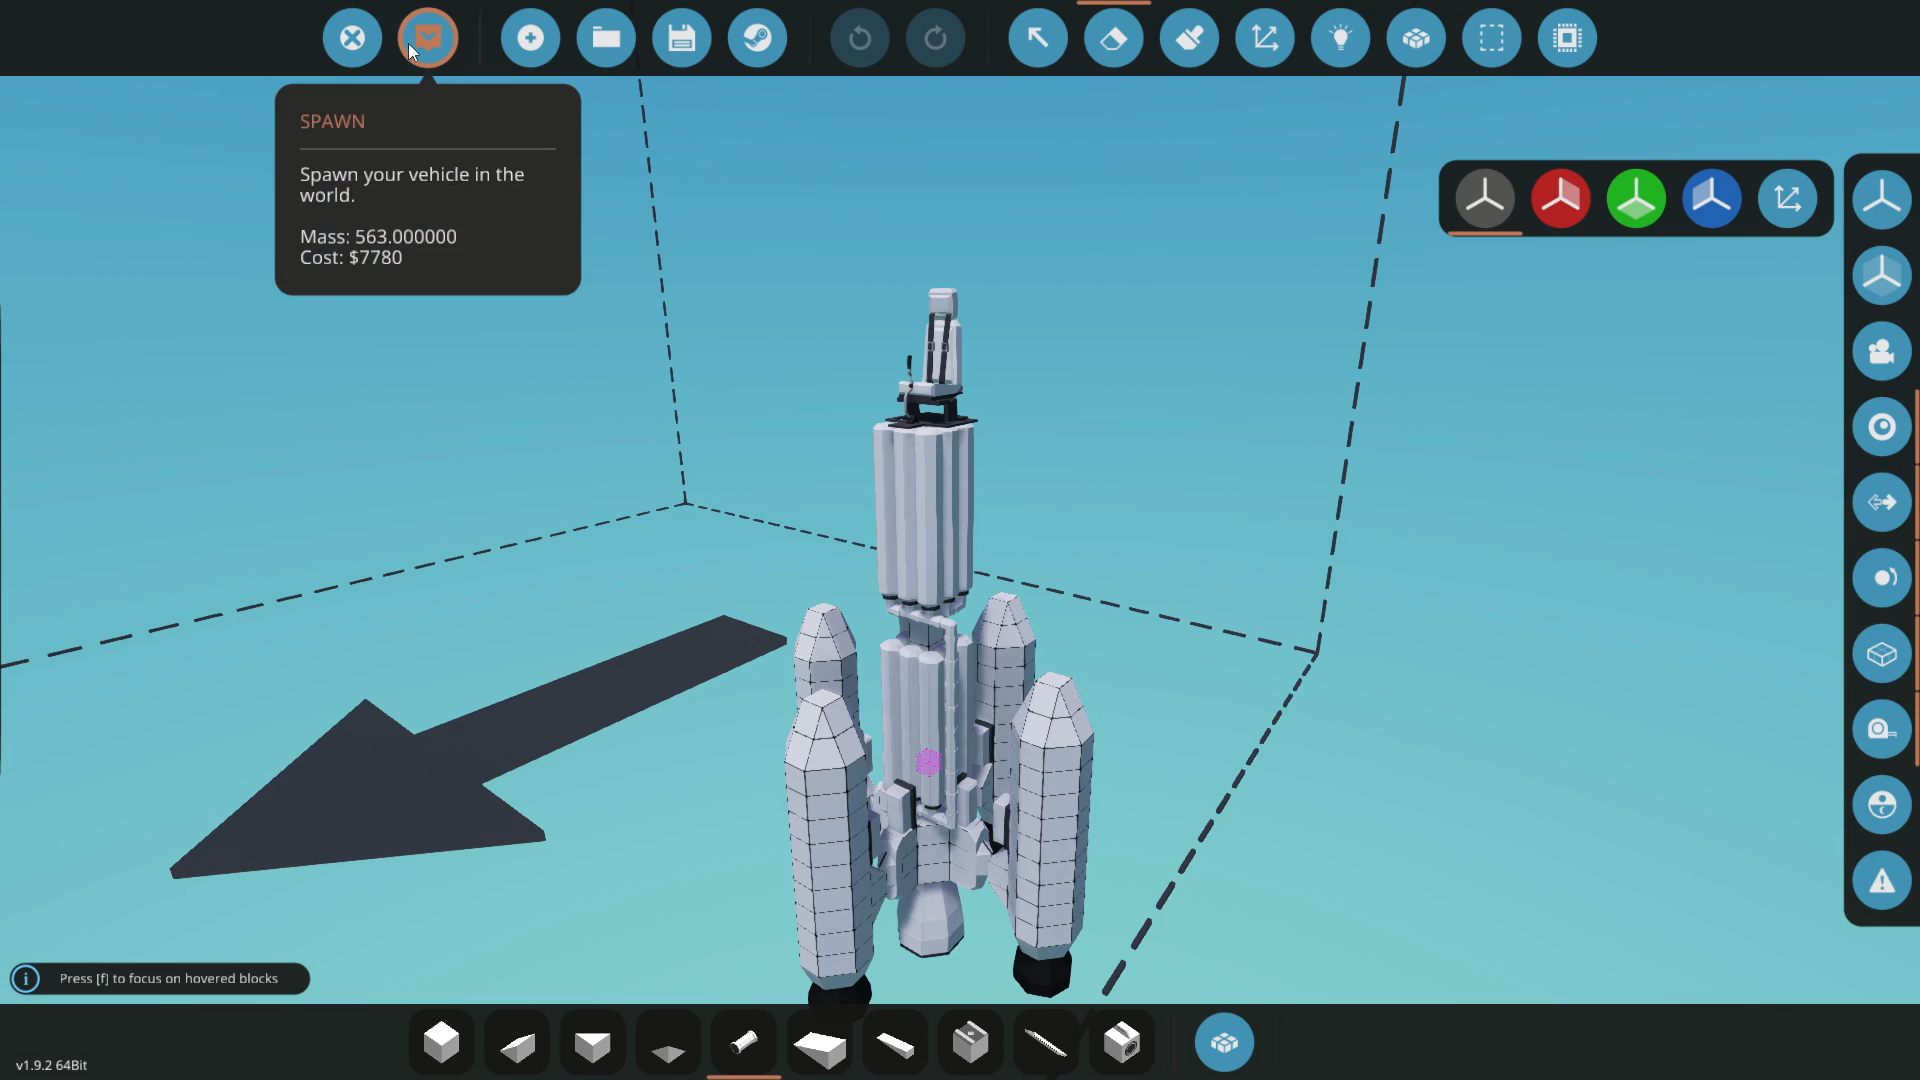 SPAWN
Spawn your vehicle in the
world.
Mass: 563.000000
Cost: $7780
Press [f] to focus on hovered blocks
v1.9.2 64Bit